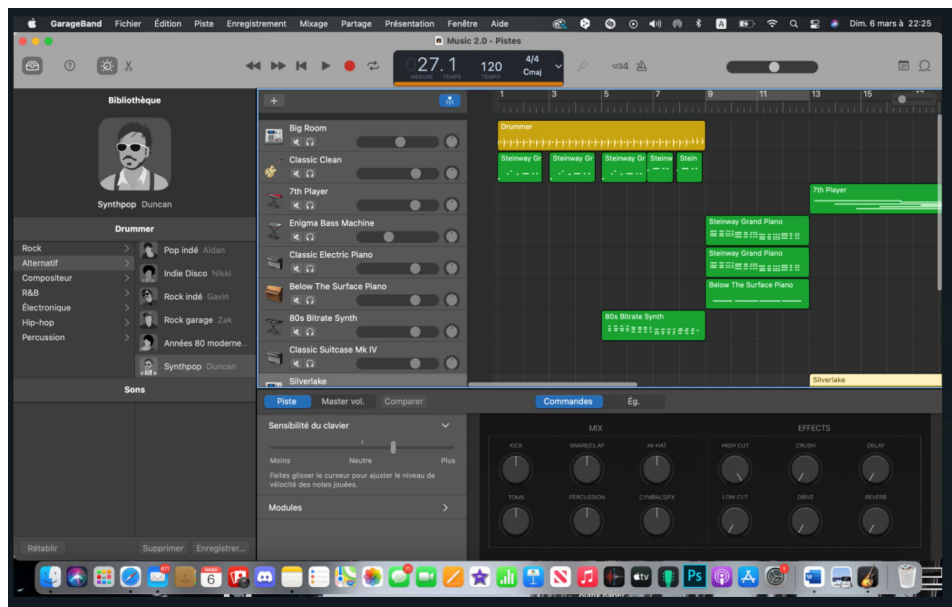 GarageBand Fichier Édition Piste Enregistrement Mixage Partage Présentation Fenêtre Aide Dim. 6 mars à 22:25
Music 2.0 - Pistes
027.1 120 4/4 Cmaj
MESURE TEMPS TEMPO
1234
Bibliothèque
Synthpop Duncan
Drummer
Rock
Alternatif
Compositeur
R&B
Électronique
Hip-hop
Percussion
Pop indé Aidan
Indie Disco Nikki
Rock indé Gavin
Rock garage Zak
Années 80 moderne...
Synthpop Duncan
Sons
Rétablir Supprimer Enregistrer...
1 3 5 7 9 11 13 15
Big Room
Classic Clean
7th Player
Enigma Bass Machine
Classic Electric Piano
Below The Surface Piano
80s Bitrate Synth
Classic Suitcase Mk IV
Silverlake
Drummer
Steinway Gr Steinway Gr Steinway Gr Steinw Stein
7th Player
Steinway Grand Piano
Steinway Grand Piano
Below The Surface Piano
80s Bitrate Synth
Silverlake
Piste Master vol. Comparer Commandes Ég.
Sensibilité du clavier
Moins Neutre Plus
Faites glisser le curseur pour ajuster le niveau de
vélocité des notes jouées.
Modules
MIX EFFECTS
KICK SNARE/CLAP HI-HAT HIGH CUT CRUSH DELAY
TOMS PERCUSSION CYMBALS/FX LOW CUT DRIVE REVERB
6
tv
Ps